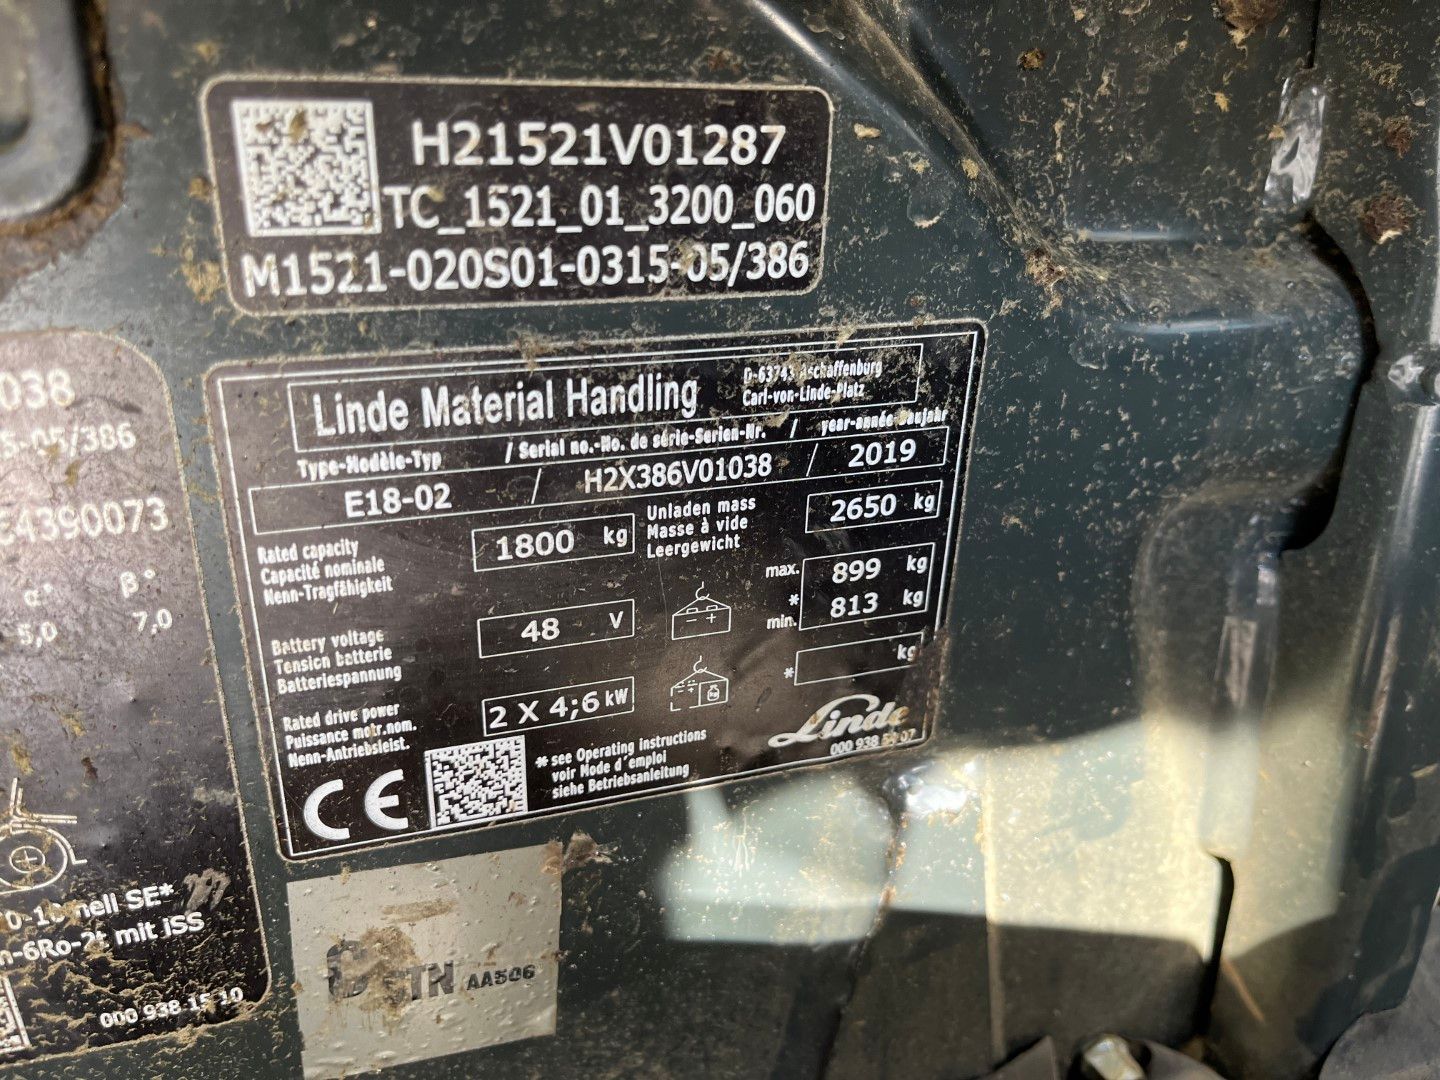 H21521V01287
TC_1521_01_3200_060
M1521-020S01-0315-05/386
Linde Material Handling
D-63743 Aschaffenburg
Carl-von-Linde-Platz
Type-Modèle-Typ / Serial no.-No. de série-Serien-Nr. / year-année-Baujahr
E18-02 / H2X386V01038 / 2019
Rated capacity
Capacité nominale
Nenn-Tragfähigkeit
1800 kg
Unladen mass
Masse à vide
Leergewicht
2650 kg
Battery voltage
Tension batterie
Batteriespannung
48 V
max. 899 kg
*
min. 813 kg
Rated drive power
Puissance motr.nom.
Nenn-Antriebsleist.
2 X 4;6 kW
* kg
CE
* see Operating instructions
voir Mode d'emploi
siehe Betriebsanleitung
Linde
000 938
038
05/386
4390073
α° β°
5,0 7,0
SE*
-6Ro-2t mit iSS
000 938 15 10
TN AA506